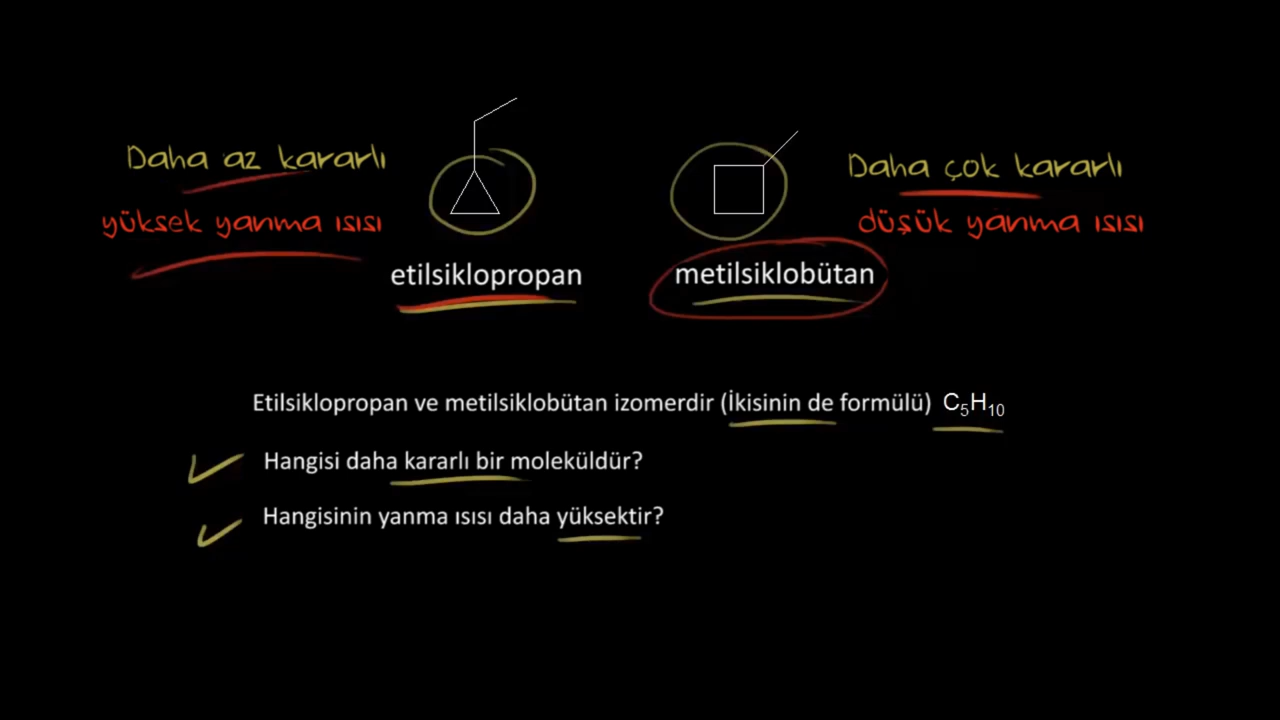 Daha az kararlı
yüksek yanma ısısı
etilsiklopropan
Daha çok kararlı
düşük yanma ısısı
metilsiklobütan
Etilsiklopropan ve metilsiklobütan izomerdir (İkisinin de formülü) C₅H₁₀
Hangisi daha kararlı bir moleküldür?
Hangisinin yanma ısısı daha yüksektir?